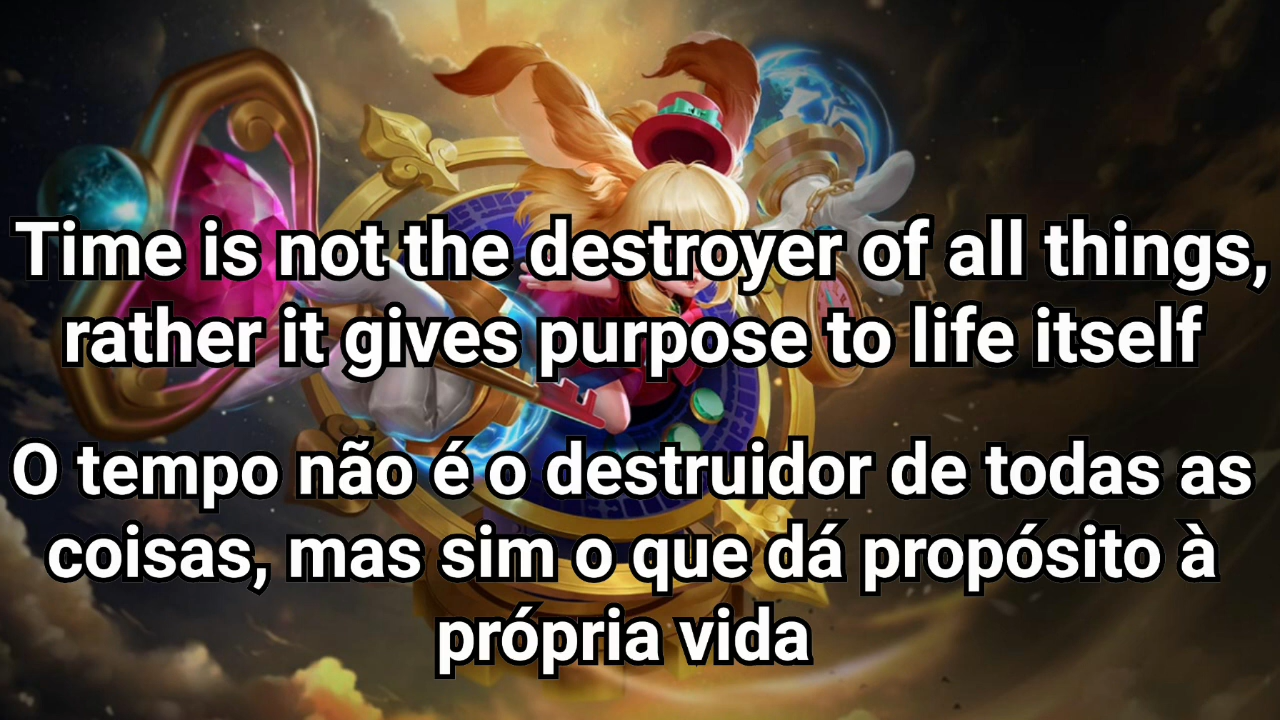 Time is not the destroyer of all things,
rather it gives purpose to life itself
O tempo não é o destruidor de todas as
coisas, mas sim o que dá propósito à
própria vida